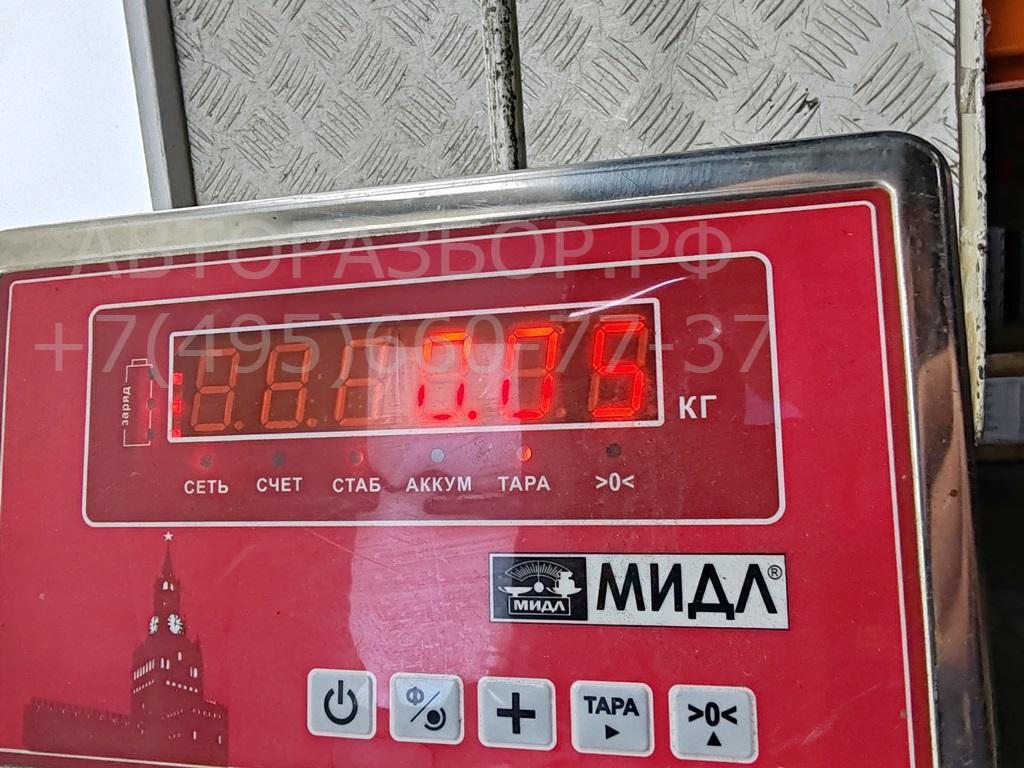 АВТОРАЗБОР.РФ
+7(495)660-77-37
0.05
заряд
КГ
СЕТЬ СЧЕТ СТАБ АККУМ ТАРА >0<
МИДЛ МИДЛ®
Ф ТАРА >0<